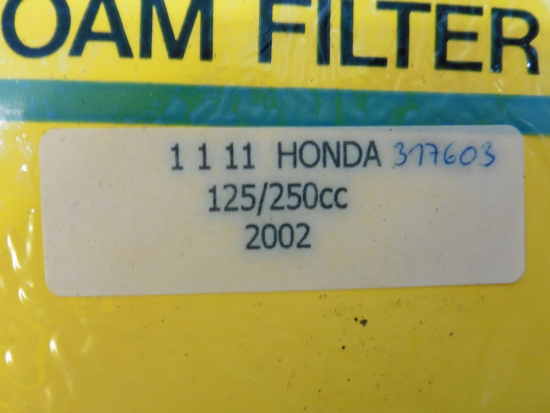 OAM FILTER
1 1 11 HONDA 317603
125/250cc
2002